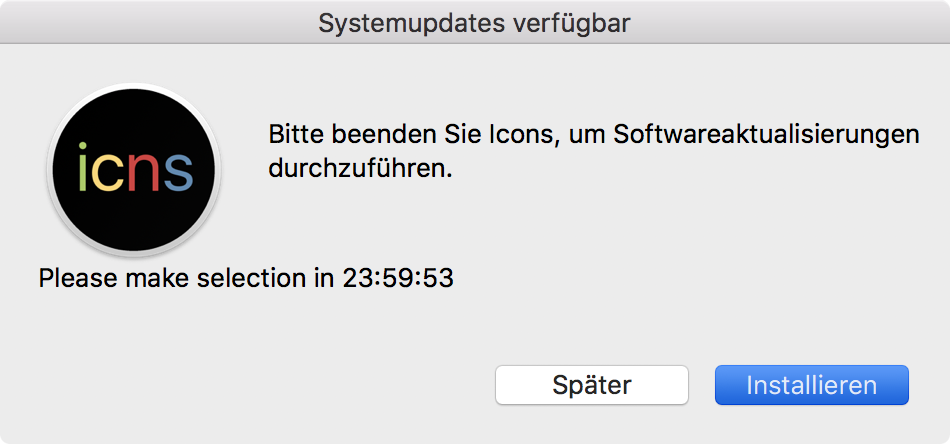 Systemupdates verfügbar
icns
Bitte beenden Sie Icons, um Softwareaktualisierungen
durchzuführen.
Please make selection in 23:59:53
Später
Installieren